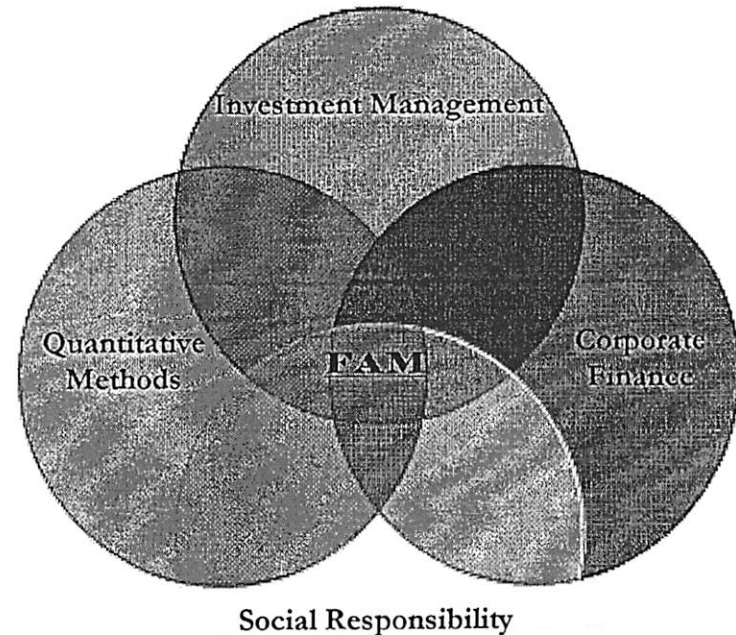 Investment Management
Quantitative
Methods
FAM
Corporate
Finance
Social Responsibility